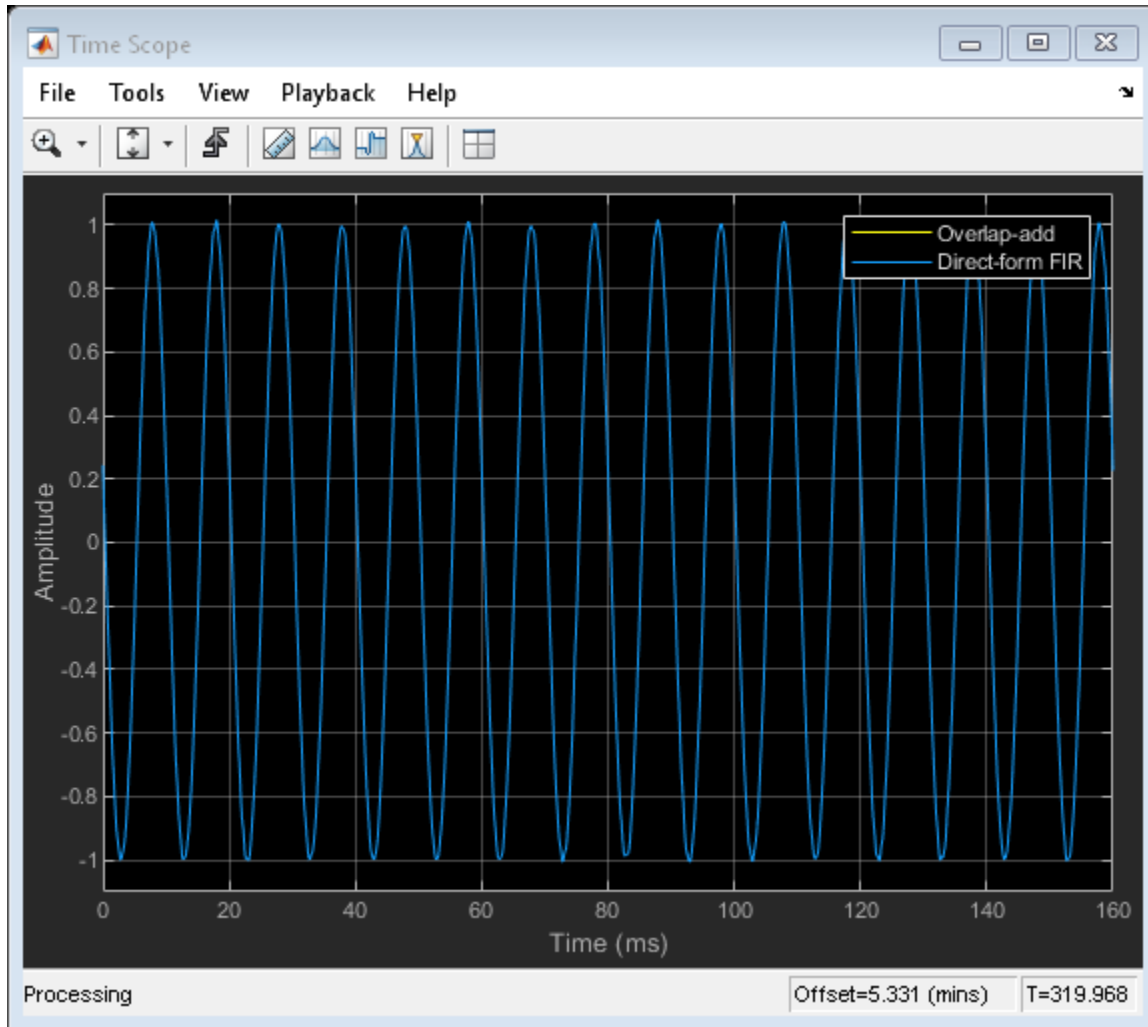 Time Scope
File Tools View Playback Help
Overlap-add
Direct-form FIR
1
0.8
0.6
0.4
0.2
0
-0.2
-0.4
-0.6
-0.8
-1
Amplitude
0 20 40 60 80 100 120 140 160
Time (ms)
Processing Offset=5.331 (mins) T=319.968